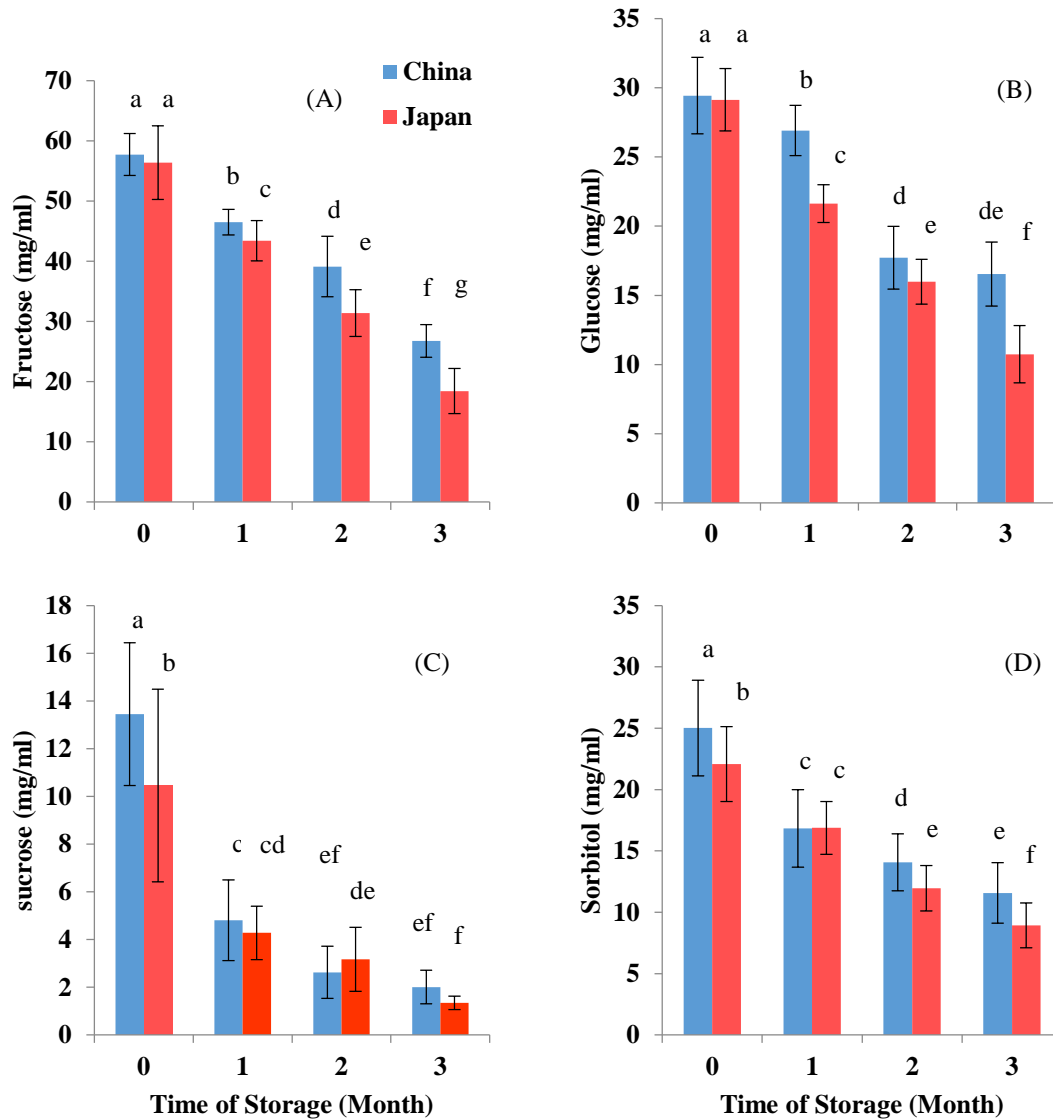 China
Japan
(A)
70
60
50
40
30
20
10
0
Fructose (mg/ml)
a a
b c
d e
f g
0 1 2 3
(B)
35
30
25
20
15
10
5
0
Glucose (mg/ml)
a a
b c
d e
de f
0 1 2 3
(C)
18
16
14
12
10
8
6
4
2
0
sucrose (mg/ml)
a b
c cd
ef de
ef f
0 1 2 3
Time of Storage (Month)
(D)
35
30
25
20
15
10
5
0
Sorbitol (mg/ml)
a b
c c
d e
e f
0 1 2 3
Time of Storage (Month)